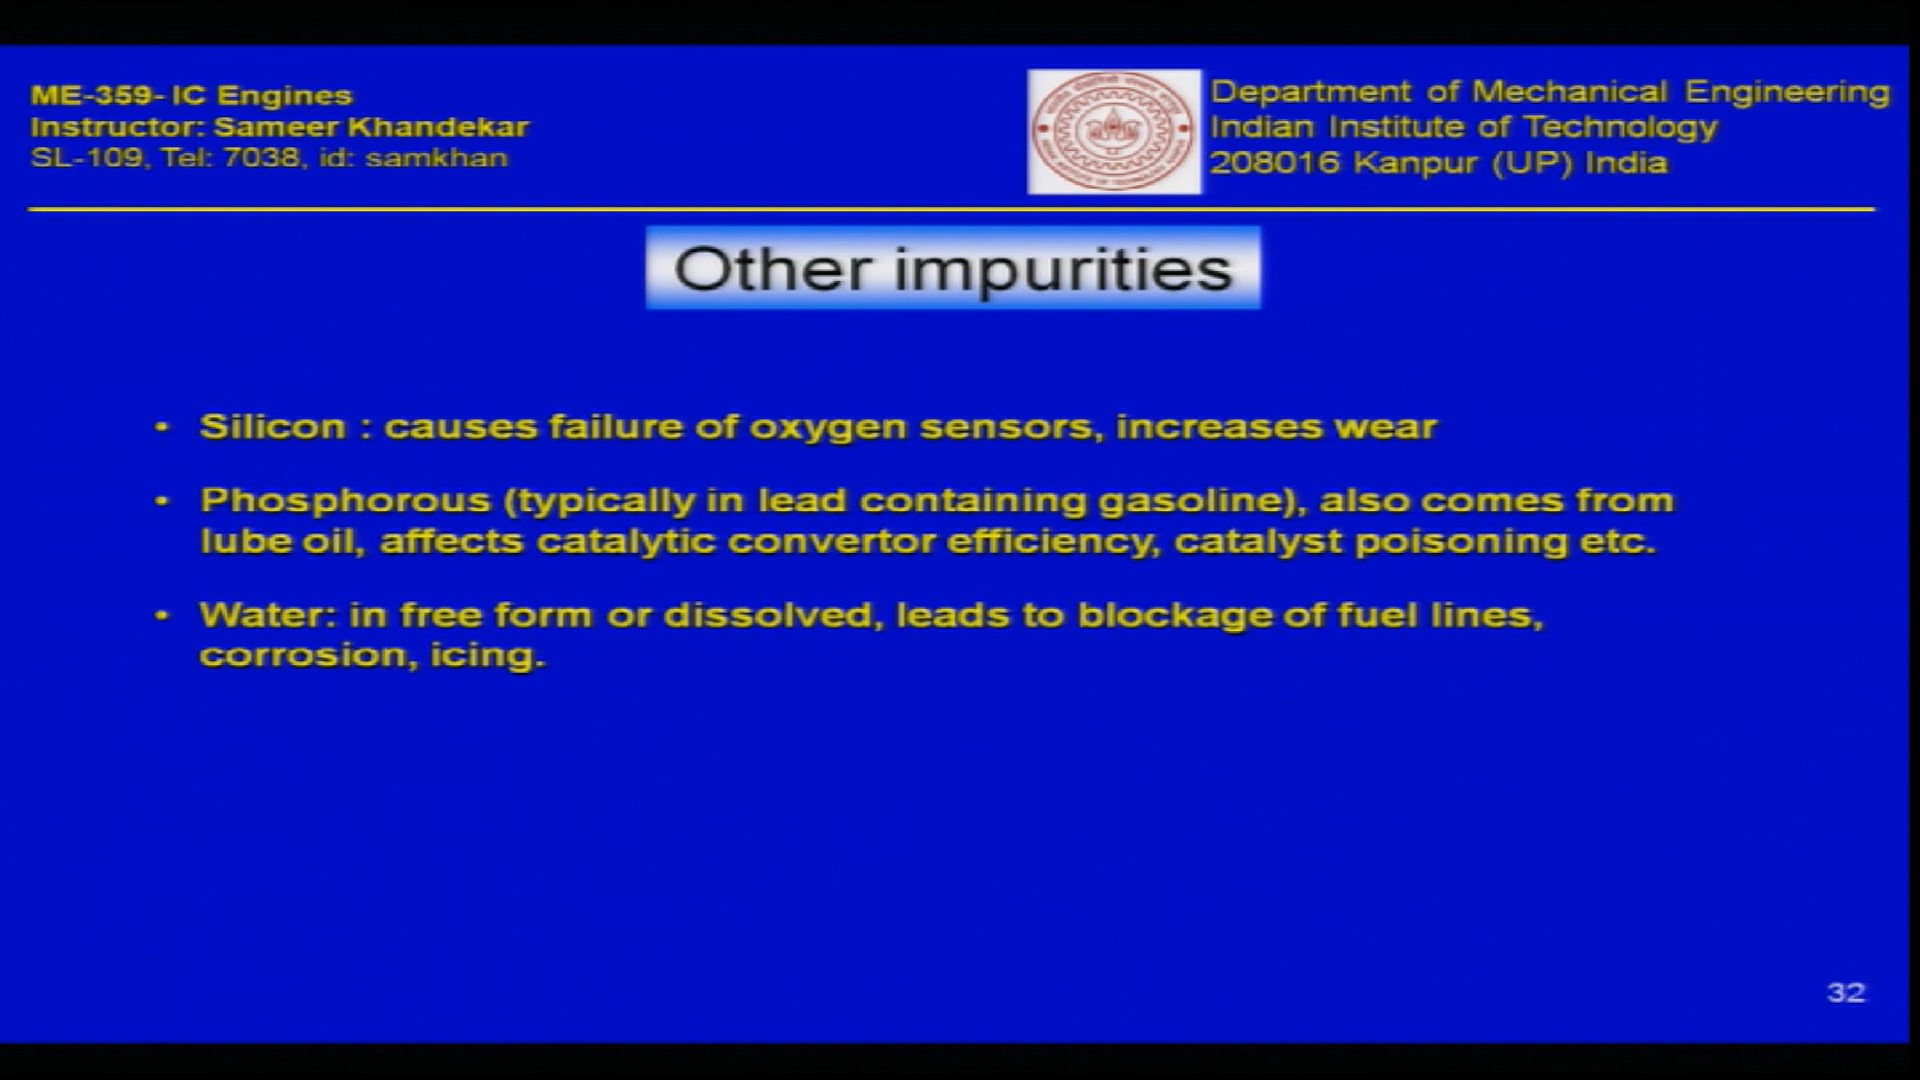 ME-359- IC Engines
Instructor: Sameer Khandekar
SL-109, Tel: 7038, id: samkhan
Department of Mechanical Engineering
Indian Institute of Technology
208016 Kanpur (UP) India
Other impurities
• Silicon : causes failure of oxygen sensors, increases wear
• Phosphorous (typically in lead containing gasoline), also comes from
lube oil, affects catalytic convertor efficiency, catalyst poisoning etc.
• Water: in free form or dissolved, leads to blockage of fuel lines,
corrosion, icing.
32